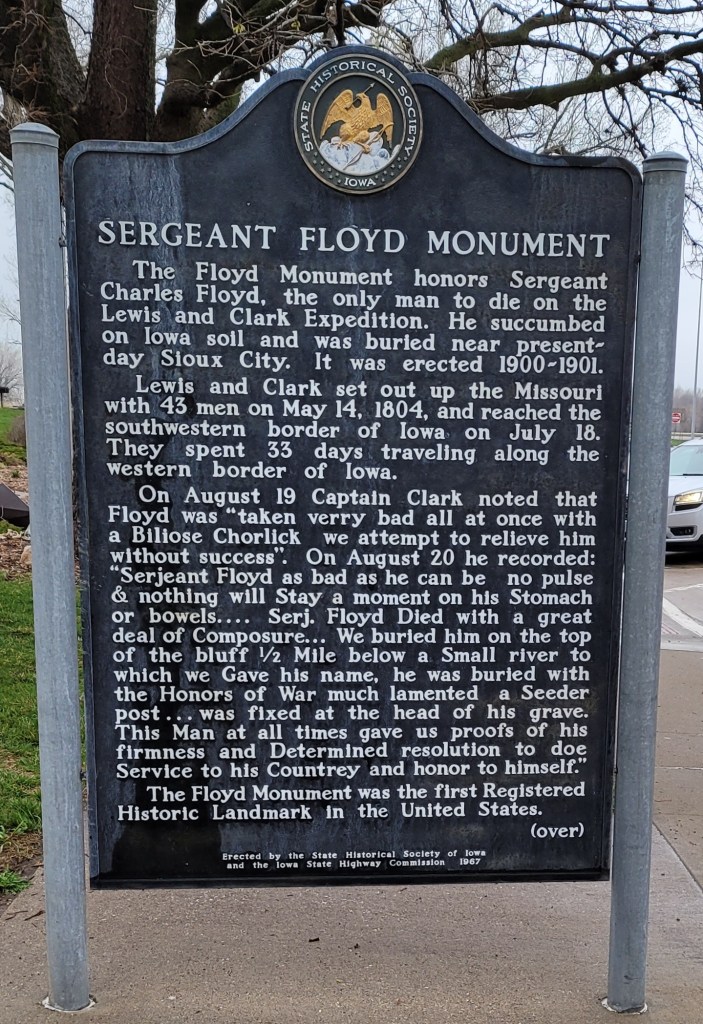 STATE HISTORICAL SOCIETY
IOWA
SERGEANT FLOYD MONUMENT
The Floyd Monument honors Sergeant
Charles Floyd, the only man to die on the
Lewis and Clark Expedition. He succumbed
on Iowa soil and was buried near present-
day Sioux City. It was erected 1900-1901.
Lewis and Clark set out up the Missouri
with 43 men on May 14, 1804, and reached the
southwestern border of Iowa on July 18.
They spent 33 days traveling along the
western border of Iowa.
On August 19 Captain Clark noted that
Floyd was "taken verry bad all at once with
a Biliose Chorlick we attempt to relieve him
without success". On August 20 he recorded:
"Serjeant Floyd as bad as he can be no pulse
& nothing will Stay a moment on his Stomach
or bowels.... Serj. Floyd Died with a great
deal of Composure... We buried him on the top
of the bluff ½ Mile below a Small river to
which we Gave his name, he was buried with
the Honors of War much lamented a Seeder
post... was fixed at the head of his grave.
This Man at all times gave us proofs of his
firmness and Determined resolution to doe
Service to his Countrey and honor to himself."
The Floyd Monument was the first Registered
Historic Landmark in the United States.
(over)
Erected by the State Historical Society of Iowa
and the Iowa State Highway Commission 1967